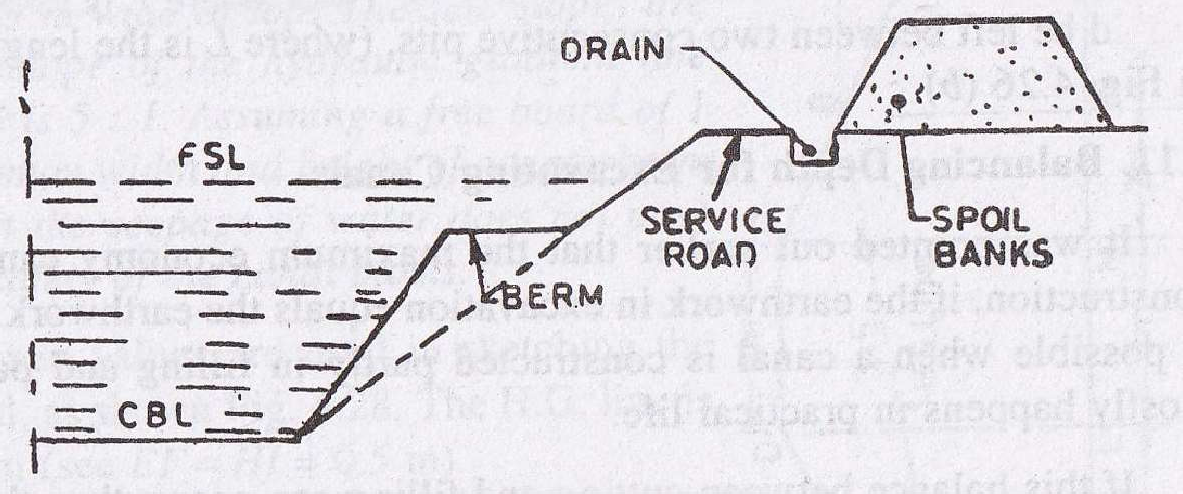 DRAIN
FSL
SERVICE
ROAD
SPOIL
BANKS
BERM
CBL